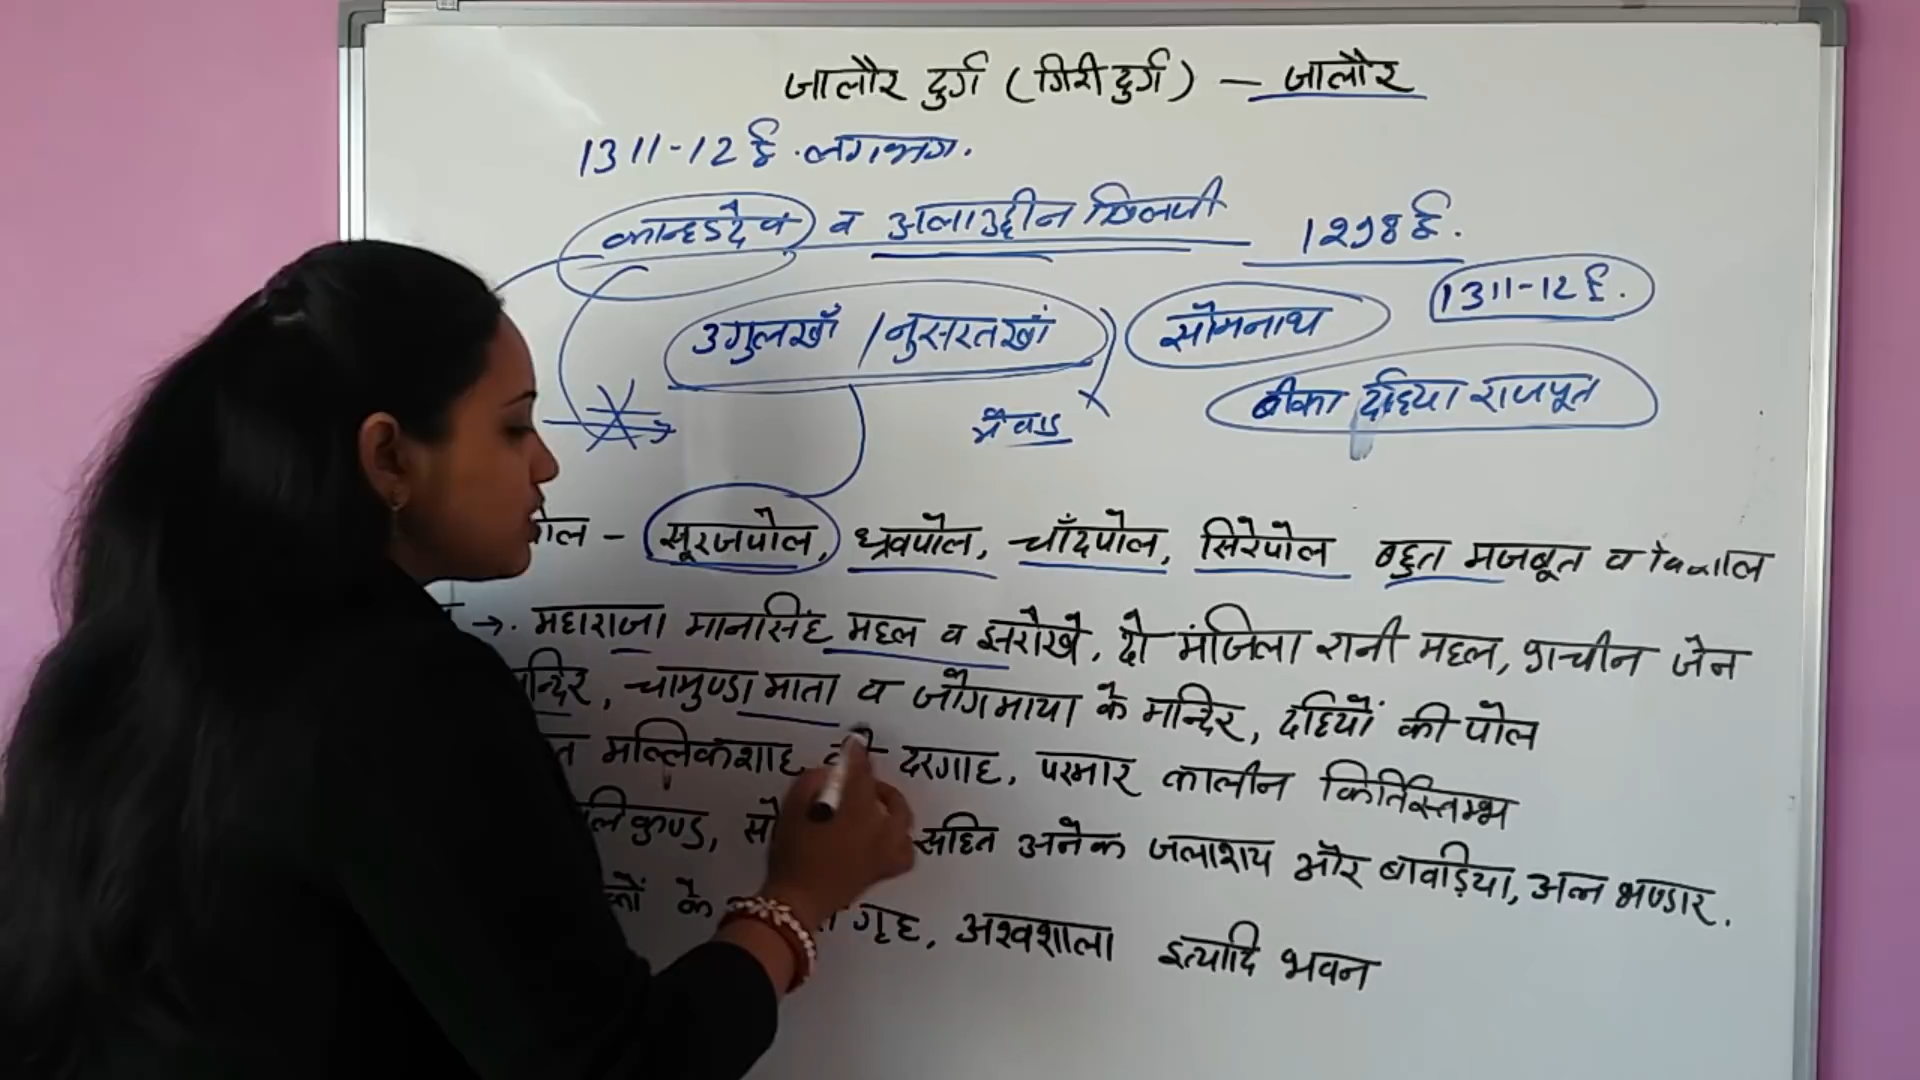 जालौर दुर्ग (गिरी दुर्ग) – जालौर
1311-12 ई. लगभग.
कान्हडदेव व अलाउद्दीन खिलजी 1298 ई.
1311-12 ई.
उगुलखाँ / नुसरतखां सोमनाथ
बीका दहिया राजपूत
मेवाड
पोल – सूरजपोल, ध्रुवपोल, चाँदपोल, सिरेपोल बहुत मजबूत व विशाल
→. महाराजा मानसिंह महल व झरोखे, दो मंजिला रानी महल, प्राचीन जैन
मन्दिर, चामुण्डा माता व जोगमाया के मन्दिर, दहियों की पोल
मल्लिकशाह की दरगाह, परमार कालीन किर्तिस्तम्भ
कुण्ड, सहित अनेक जलाशय और बावड़िया, अन्न भण्डार.
के गृह, अश्वशाला इत्यादि भवन